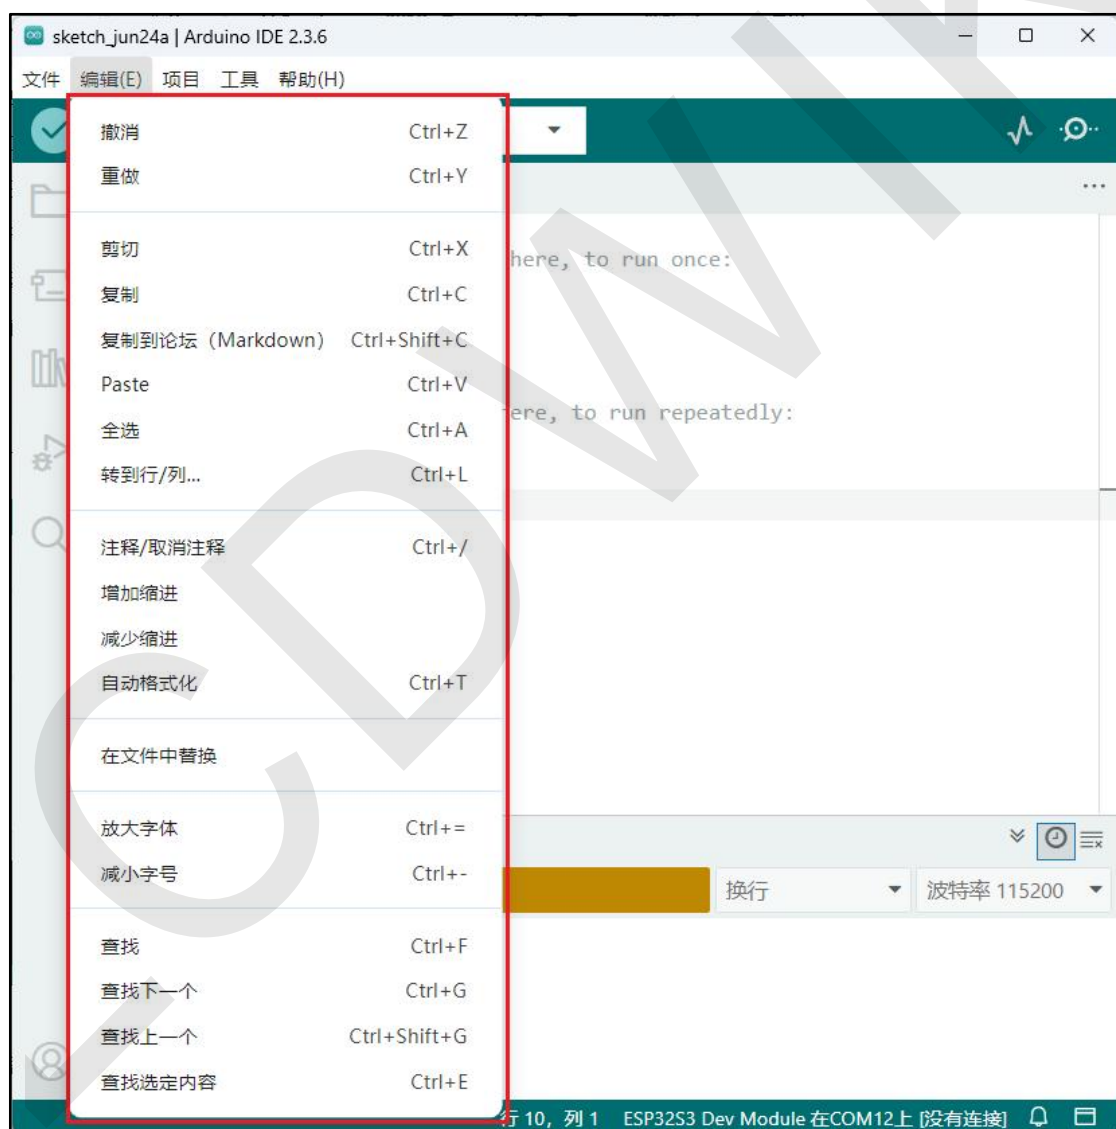 sketch_jun24a | Arduino IDE 2.3.6
文件 编辑(E) 项目 工具 帮助(H)
撤消 Ctrl+Z
重做 Ctrl+Y
剪切 Ctrl+X
here, to run once:
复制 Ctrl+C
复制到论坛（Markdown） Ctrl+Shift+C
Paste Ctrl+V
ere, to run repeatedly:
全选 Ctrl+A
转到行/列... Ctrl+L
注释/取消注释 Ctrl+/
增加缩进
减少缩进
自动格式化 Ctrl+T
在文件中替换
放大字体 Ctrl+=
减小字号 Ctrl+-
换行 波特率 115200
查找 Ctrl+F
查找下一个 Ctrl+G
查找上一个 Ctrl+Shift+G
查找选定内容 Ctrl+E
行 10，列 1 ESP32S3 Dev Module 在COM12上 [没有连接]